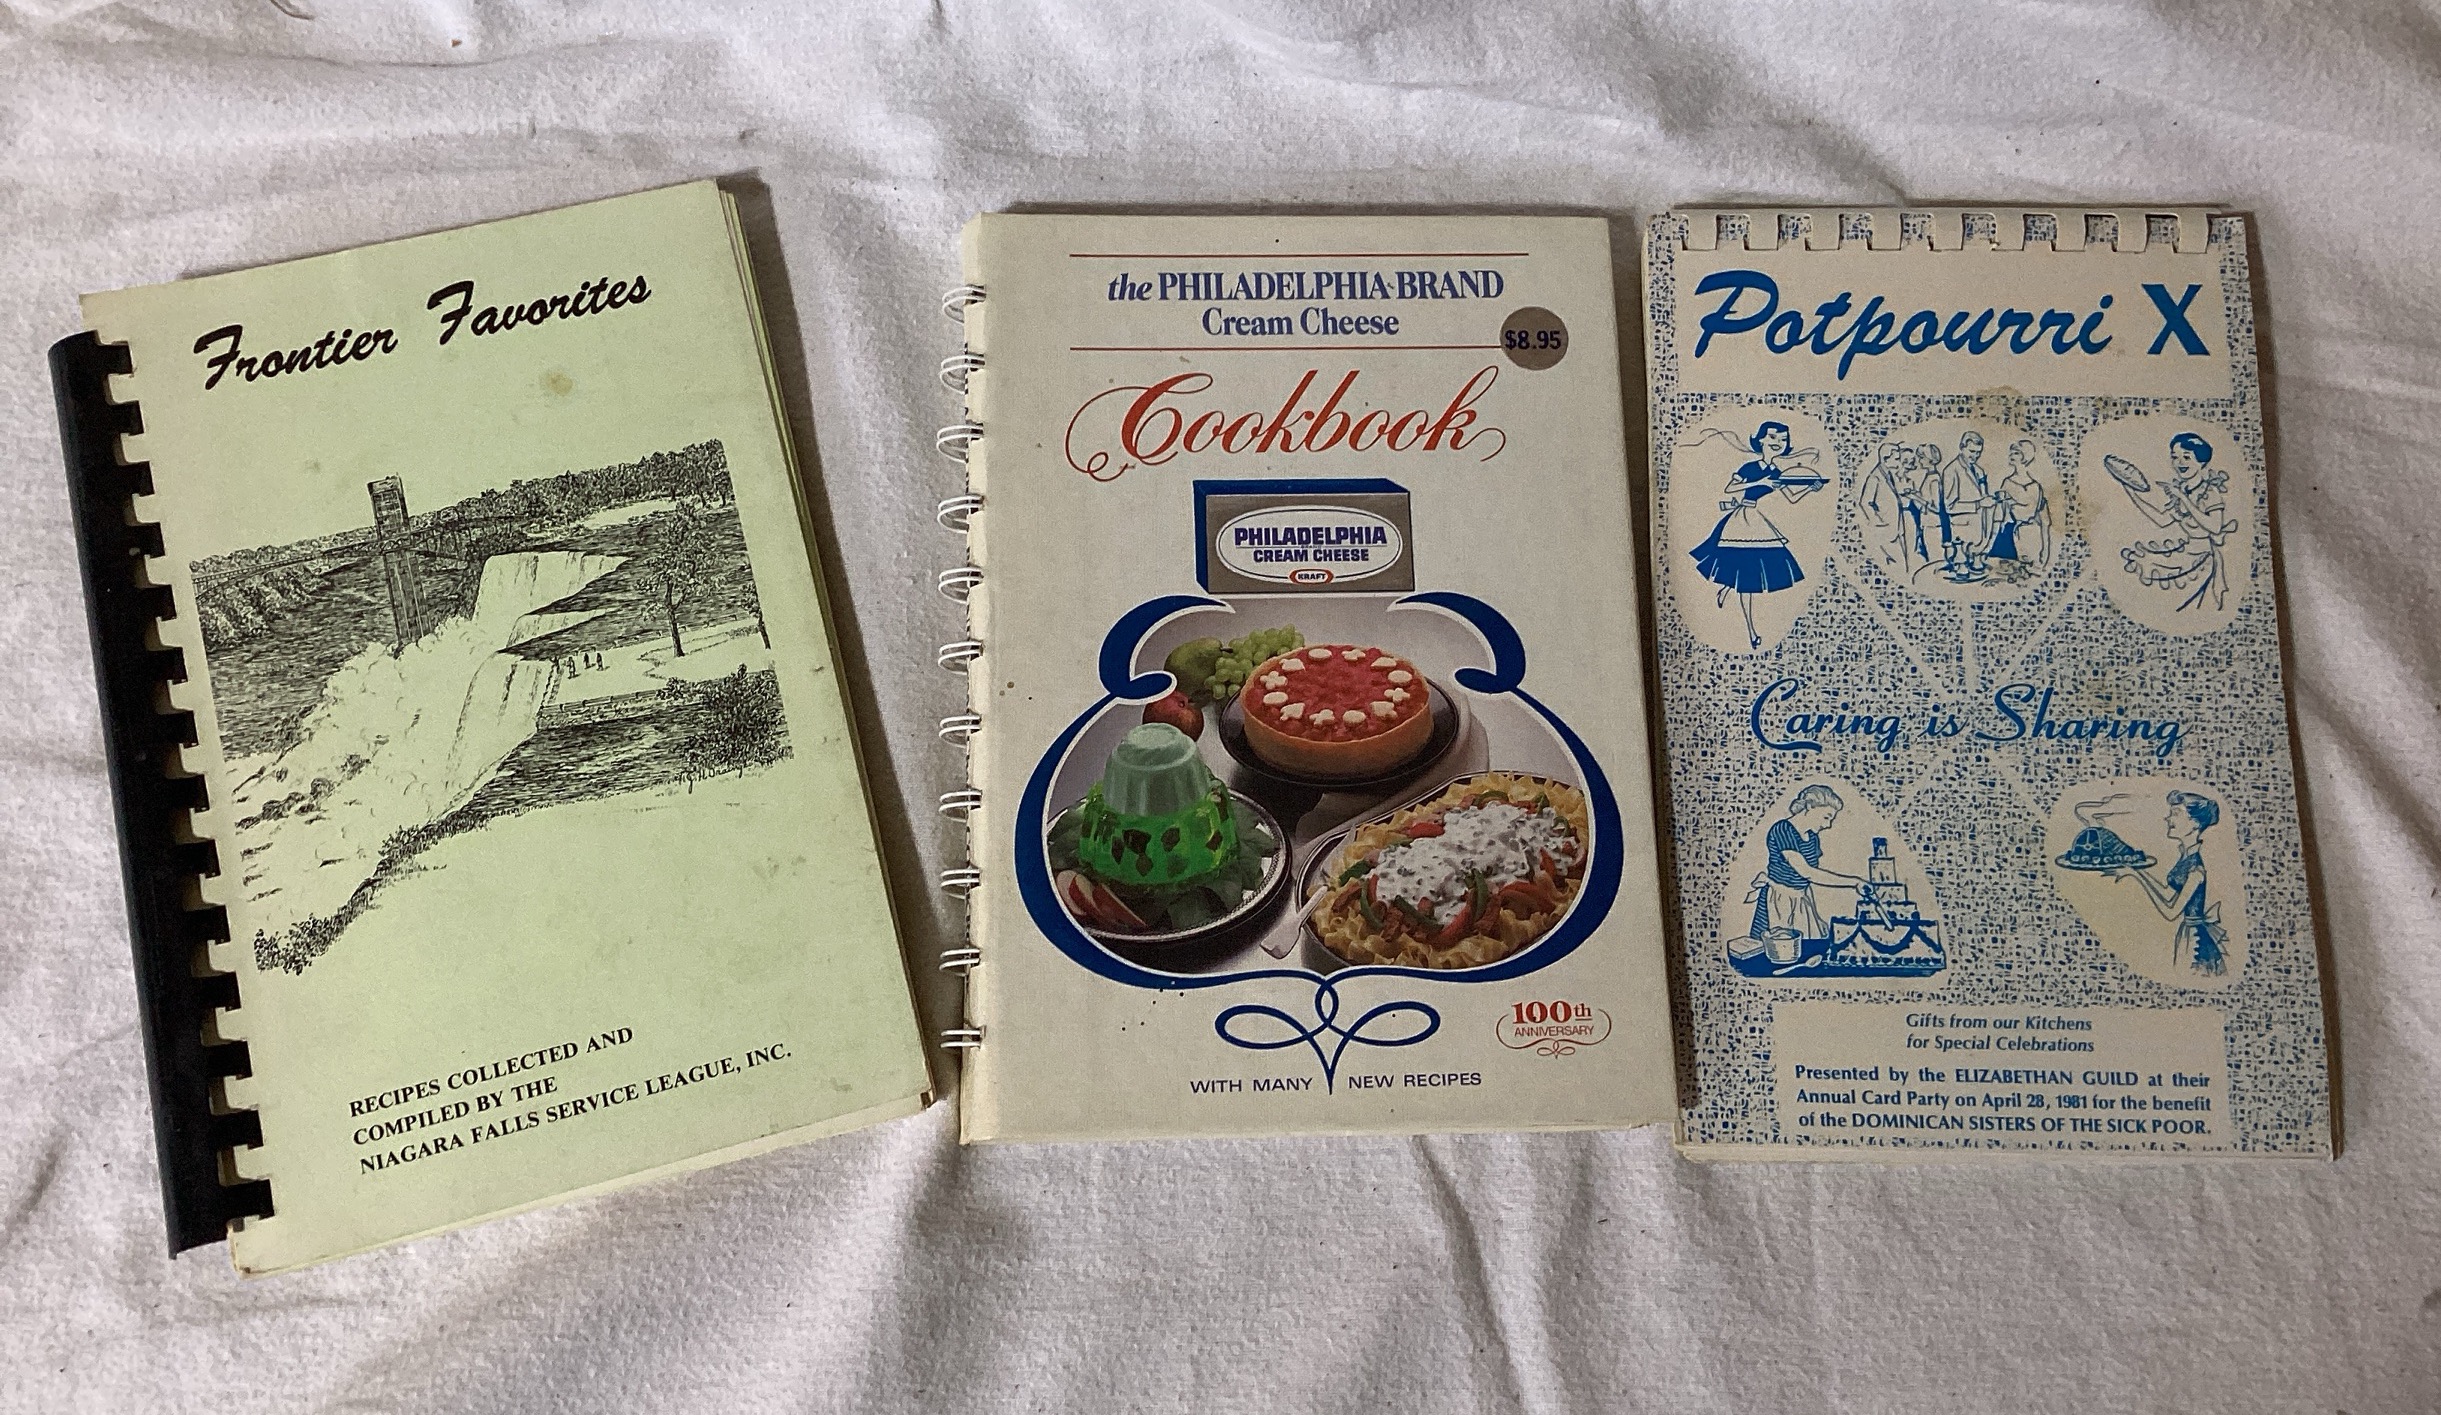 Frontier Favorites
RECIPES COLLECTED AND
COMPILED BY THE
NIAGARA FALLS SERVICE LEAGUE, INC.
the PHILADELPHIA BRAND
Cream Cheese
$8.95
Cookbook
PHILADELPHIA
CREAM CHEESE
KRAFT
100th
ANNIVERSARY
WITH MANY NEW RECIPES
Potpourri X
Caring is Sharing
Gifts from our Kitchens
for Special Celebrations
Presented by the ELIZABETHAN GUILD at their
Annual Card Party on April 28, 1981 for the benefit
of the DOMINICAN SISTERS OF THE SICK POOR.